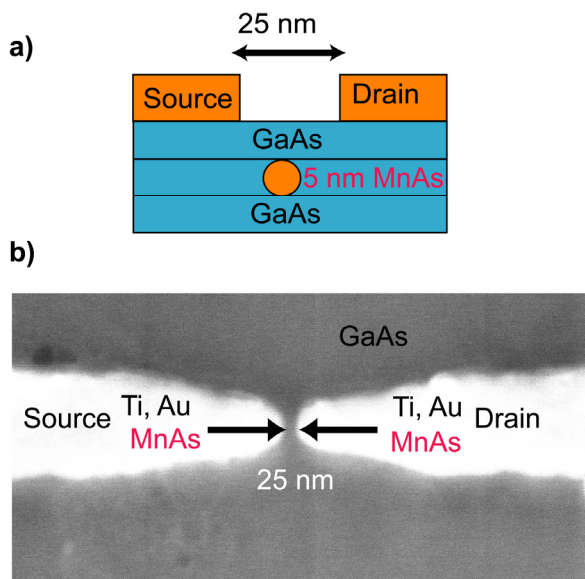 25 nm
a)
Source
Drain
GaAs
5 nm MnAs
GaAs
b)
GaAs
Source Ti, Au Ti, Au Drain
MnAs MnAs
25 nm